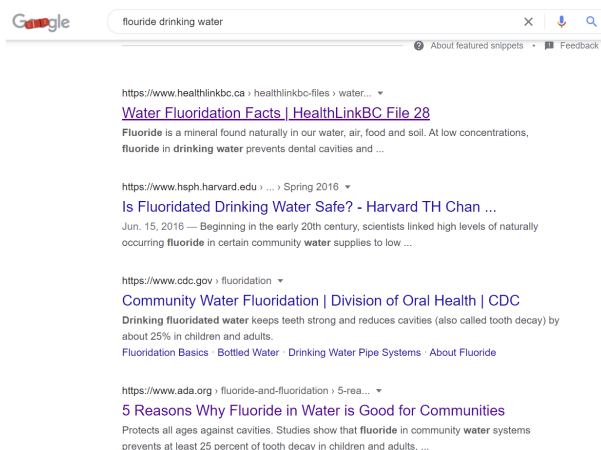 Google
flouride drinking water
About featured snippets • Feedback
https://www.healthlinkbc.ca › healthlinkbc-files › water...
Water Fluoridation Facts | HealthLinkBC File 28
Fluoride is a mineral found naturally in our water, air, food and soil. At low concentrations,
fluoride in drinking water prevents dental cavities and ...
https://www.hsph.harvard.edu › ... › Spring 2016
Is Fluoridated Drinking Water Safe? - Harvard TH Chan ...
Jun. 15, 2016 — Beginning in the early 20th century, scientists linked high levels of naturally
occurring fluoride in certain community water supplies to low ...
https://www.cdc.gov › fluoridation
Community Water Fluoridation | Division of Oral Health | CDC
Drinking fluoridated water keeps teeth strong and reduces cavities (also called tooth decay) by
about 25% in children and adults.
Fluoridation Basics · Bottled Water · Drinking Water Pipe Systems · About Fluoride
https://www.ada.org › fluoride-and-fluoridation › 5-rea...
5 Reasons Why Fluoride in Water is Good for Communities
Protects all ages against cavities. Studies show that fluoride in community water systems
prevents at least 25 percent of tooth decay in children and adults. ...